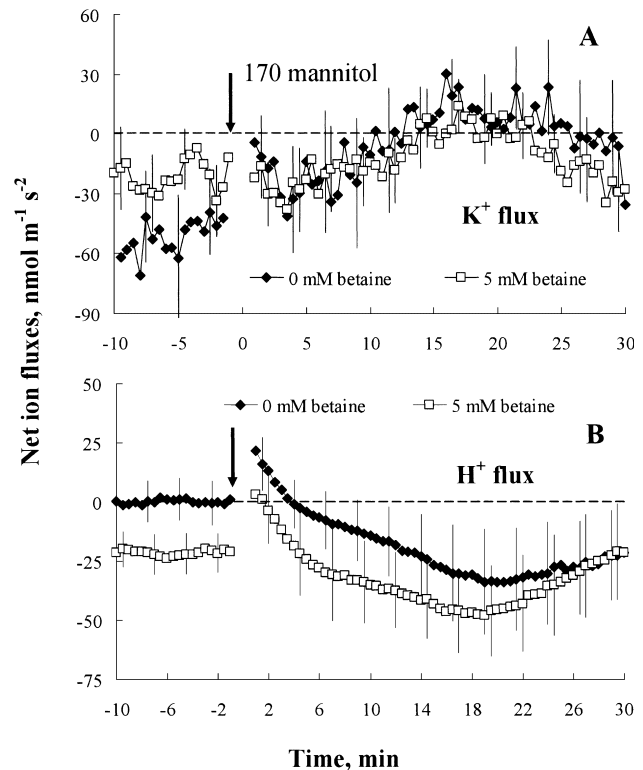 60
A
170 mannitol
30
0
-30
K⁺ flux
-60
0 mM betaine 5 mM betaine
-90
-10 -5 0 5 10 15 20 25 30
Net ion fluxes, nmol m⁻¹ s⁻²
50
0 mM betaine 5 mM betaine
B
25
H⁺ flux
0
-25
-50
-75
-10 -6 -2 2 6 10 14 18 22 26 30
Time, min